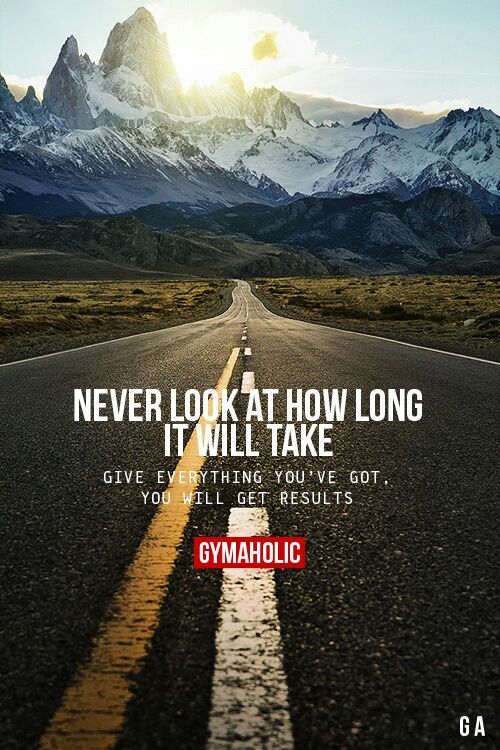 NEVER LOOK AT HOW LONG
IT WILL TAKE
GIVE EVERYTHING YOU'VE GOT,
YOU WILL GET RESULTS
GYMAHOLIC
GA